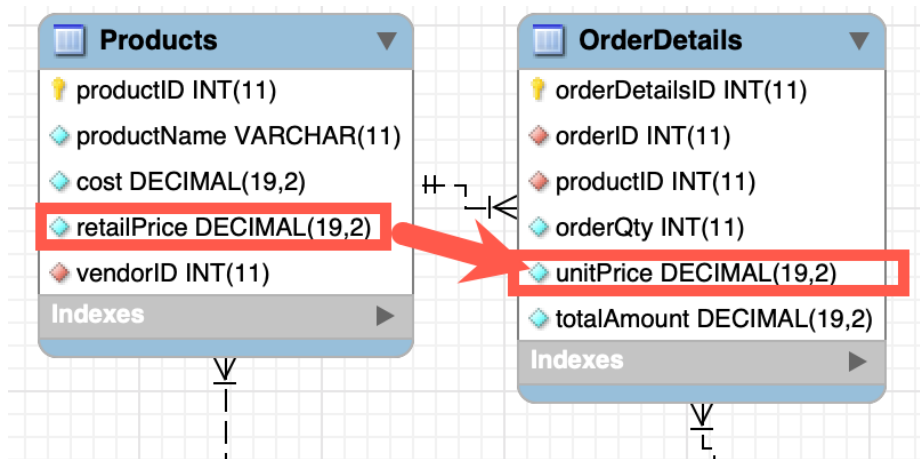 Products
productID INT(11)
productName VARCHAR(11)
cost DECIMAL(19,2)
retailPrice DECIMAL(19,2)
vendorID INT(11)
Indexes
OrderDetails
orderDetailsID INT(11)
orderID INT(11)
productID INT(11)
orderQty INT(11)
unitPrice DECIMAL(19,2)
totalAmount DECIMAL(19,2)
Indexes